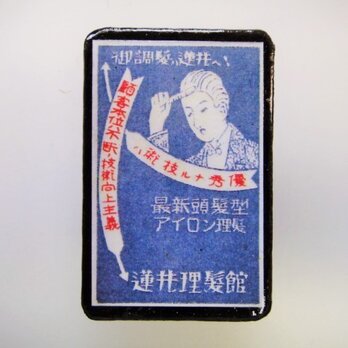 御調髪ハ蓮井へ!
顧客本位不断ノ技術向上主義
優秀ナル技術ハ
最新頭髪型
アイロン理髪
蓮井理髪館